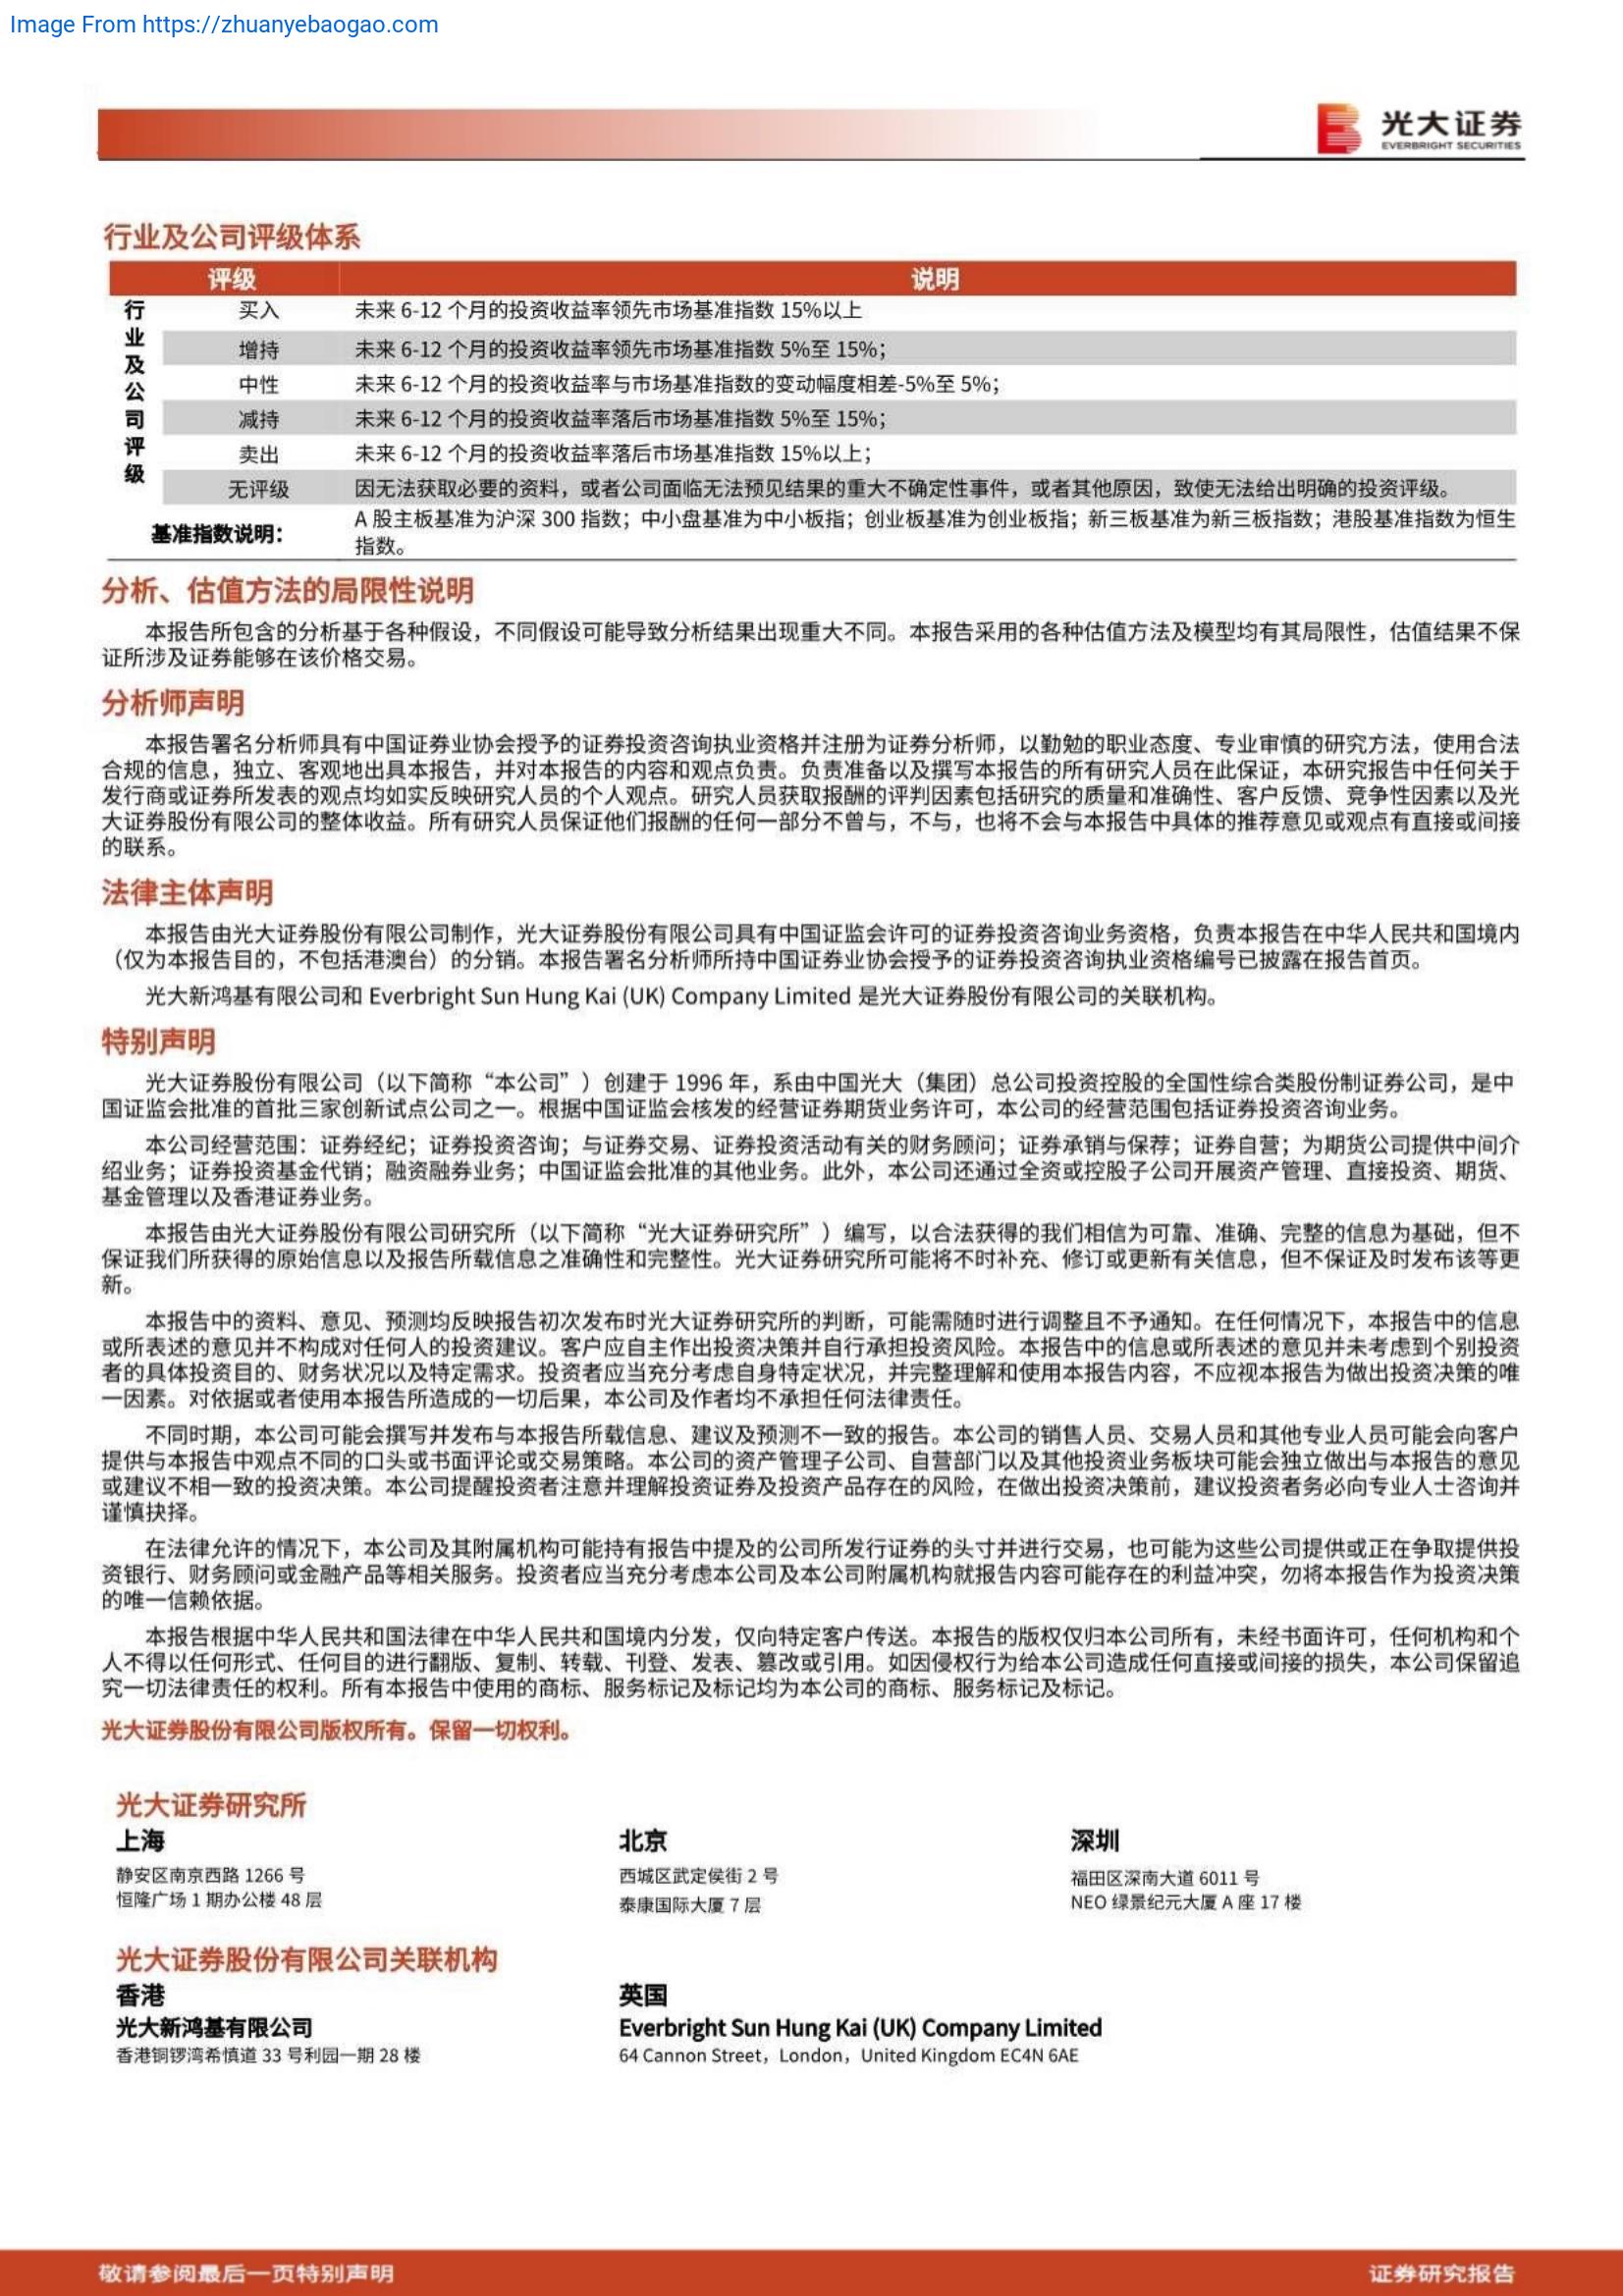 Image From https://zhuanyebaogao.com
光大证券
EVERBRIGHT SECURITIES
行业及公司评级体系
评级 说明
行业及公司评级
买入 未来 6-12 个月的投资收益率领先市场基准指数 15%以上
增持 未来 6-12 个月的投资收益率领先市场基准指数 5%至 15%；
中性 未来 6-12 个月的投资收益率与市场基准指数的变动幅度相差-5%至 5%；
减持 未来 6-12 个月的投资收益率落后市场基准指数 5%至 15%；
卖出 未来 6-12 个月的投资收益率落后市场基准指数 15%以上；
无评级 因无法获取必要的资料，或者公司面临无法预见结果的重大不确定性事件，或者其他原因，致使无法给出明确的投资评级。
基准指数说明： A 股主板基准为沪深 300 指数；中小盘基准为中小板指；创业板基准为创业板指；新三板基准为新三板指数；港股基准指数为恒生
指数。
分析、估值方法的局限性说明
本报告所包含的分析基于各种假设，不同假设可能导致分析结果出现重大不同。本报告采用的各种估值方法及模型均有其局限性，估值结果不保
证所涉及证券能够在该价格交易。
分析师声明
本报告署名分析师具有中国证券业协会授予的证券投资咨询执业资格并注册为证券分析师，以勤勉的职业态度、专业审慎的研究方法，使用合法
合规的信息，独立、客观地出具本报告，并对本报告的内容和观点负责。负责准备以及撰写本报告的所有研究人员在此保证，本研究报告中任何关于
发行商或证券所发表的观点均如实反映研究人员的个人观点。研究人员获取报酬的评判因素包括研究的质量和准确性、客户反馈、竞争性因素以及光
大证券股份有限公司的整体收益。所有研究人员保证他们报酬的任何一部分不曾与，不与，也将不会与本报告中具体的推荐意见或观点有直接或间接
的联系。
法律主体声明
本报告由光大证券股份有限公司制作，光大证券股份有限公司具有中国证监会许可的证券投资咨询业务资格，负责本报告在中华人民共和国境内
（仅为本报告目的，不包括港澳台）的分销。本报告署名分析师所持中国证券业协会授予的证券投资咨询执业资格编号已披露在报告首页。
光大新鸿基有限公司和 Everbright Sun Hung Kai (UK) Company Limited 是光大证券股份有限公司的关联机构。
特别声明
光大证券股份有限公司（以下简称“本公司”）创建于 1996 年，系由中国光大（集团）总公司投资控股的全国性综合类股份制证券公司，是中
国证监会批准的首批三家创新试点公司之一。根据中国证监会核发的经营证券期货业务许可，本公司的经营范围包括证券投资咨询业务。
本公司经营范围：证券经纪；证券投资咨询；与证券交易、证券投资活动有关的财务顾问；证券承销与保荐；证券自营；为期货公司提供中间介
绍业务；证券投资基金代销；融资融券业务；中国证监会批准的其他业务。此外，本公司还通过全资或控股子公司开展资产管理、直接投资、期货、
基金管理以及香港证券业务。
本报告由光大证券股份有限公司研究所（以下简称“光大证券研究所”）编写，以合法获得的我们相信为可靠、准确、完整的信息为基础，但不
保证我们所获得的原始信息以及报告所载信息之准确性和完整性。光大证券研究所可能将不时补充、修订或更新有关信息，但不保证及时发布该等更
新。
本报告中的资料、意见、预测均反映报告初次发布时光大证券研究所的判断，可能需随时进行调整且不予通知。在任何情况下，本报告中的信息
或所表述的意见并不构成对任何人的投资建议。客户应自主作出投资决策并自行承担投资风险。本报告中的信息或所表述的意见并未考虑到个别投资
者的具体投资目的、财务状况以及特定需求。投资者应当充分考虑自身特定状况，并完整理解和使用本报告内容，不应视本报告为做出投资决策的唯
一因素。对依据或者使用本报告所造成的一切后果，本公司及作者均不承担任何法律责任。
不同时期，本公司可能会撰写并发布与本报告所载信息、建议及预测不一致的报告。本公司的销售人员、交易人员和其他专业人员可能会向客户
提供与本报告中观点不同的口头或书面评论或交易策略。本公司的资产管理子公司、自营部门以及其他投资业务板块可能会独立做出与本报告的意见
或建议不相一致的投资决策。本公司提醒投资者注意并理解投资证券及投资产品存在的风险，在做出投资决策前，建议投资者务必向专业人士咨询并
谨慎抉择。
在法律允许的情况下，本公司及其附属机构可能持有报告中提及的公司所发行证券的头寸并进行交易，也可能为这些公司提供或正在争取提供投
资银行、财务顾问或金融产品等相关服务。投资者应当充分考虑本公司及本公司附属机构就报告内容可能存在的利益冲突，勿将本报告作为投资决策
的唯一信赖依据。
本报告根据中华人民共和国法律在中华人民共和国境内分发，仅向特定客户传送。本报告的版权仅归本公司所有，未经书面许可，任何机构和个
人不得以任何形式、任何目的进行翻版、复制、转载、刊登、发表、篡改或引用。如因侵权行为给本公司造成任何直接或间接的损失，本公司保留追
究一切法律责任的权利。所有本报告中使用的商标、服务标记及标记均为本公司的商标、服务标记及标记。
光大证券股份有限公司版权所有。保留一切权利。
光大证券研究所
上海 北京 深圳
静安区南京西路 1266 号 西城区武定侯街 2 号 福田区深南大道 6011 号
恒隆广场 1 期办公楼 48 层 泰康国际大厦 7 层 NEO 绿景纪元大厦 A 座 17 楼
光大证券股份有限公司关联机构
香港 英国
光大新鸿基有限公司 Everbright Sun Hung Kai (UK) Company Limited
香港铜锣湾希慎道 33 号利园一期 28 楼 64 Cannon Street，London，United Kingdom EC4N 6AE
敬请参阅最后一页特别声明 证券研究报告